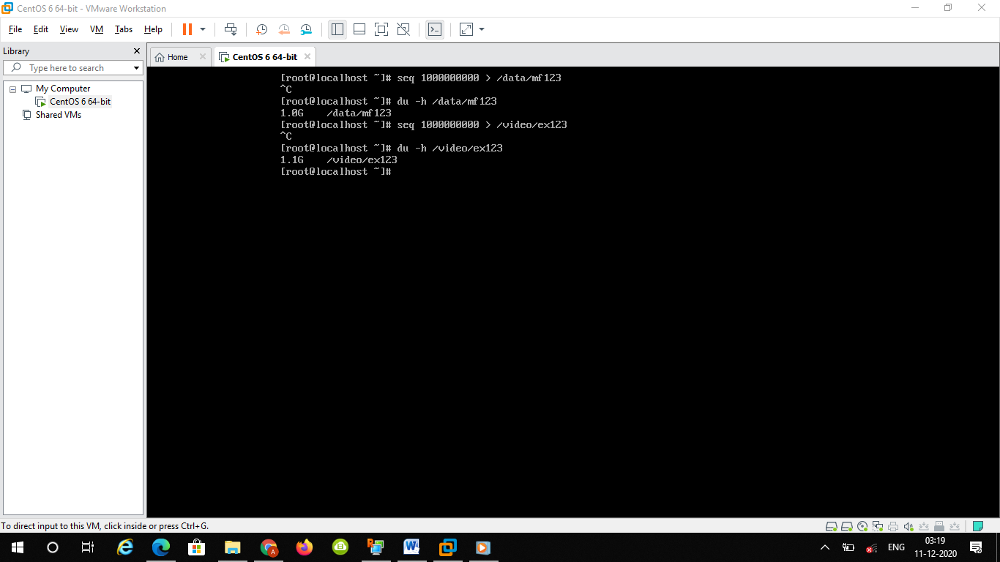 CentOS 6 64-bit - VMware Workstation
File Edit View VM Tabs Help
Library
Home
CentOS 6 64-bit
Type here to search
My Computer
CentOS 6 64-bit
Shared VMs
[root@localhost ~]# seq 1000000000 > /data/mf123
^C
[root@localhost ~]# du -h /data/mf123
1.0G /data/mf123
[root@localhost ~]# seq 1000000000 > /video/ex123
^C
[root@localhost ~]# du -h /video/ex123
1.1G /video/ex123
[root@localhost ~]#
To direct input to this VM, click inside or press Ctrl+G.
ENG
03:19
11-12-2020